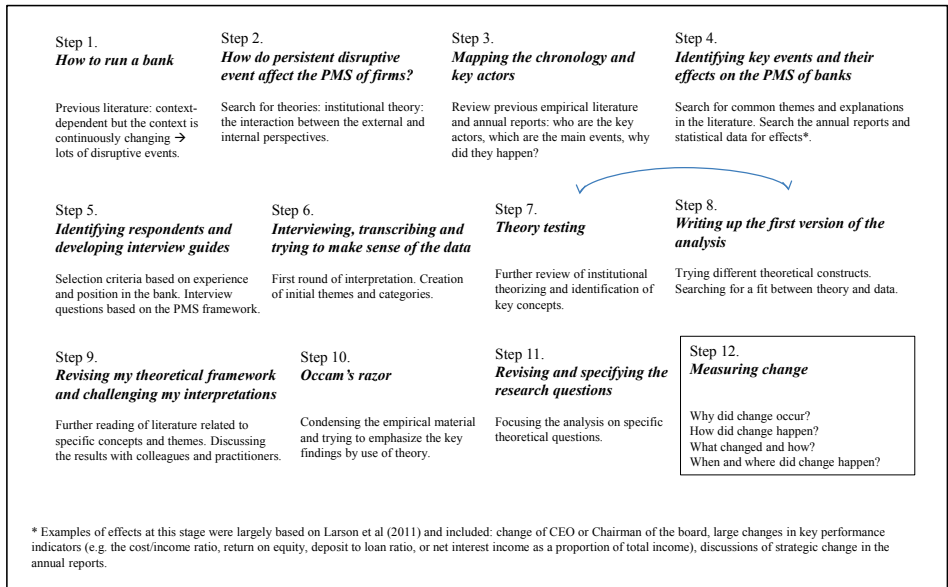 Step 1.
How to run a bank
Previous literature: context-
dependent but the context is
continuously changing →
lots of disruptive events.
Step 2.
How do persistent disruptive
event affect the PMS of firms?
Search for theories: institutional theory:
the interaction between the external and
internal perspectives.
Step 3.
Mapping the chronology and
key actors
Review previous empirical literature
and annual reports: who are the key
actors, which are the main events, why
did they happen?
Step 4.
Identifying key events and their
effects on the PMS of banks
Search for common themes and explanations
in the literature. Search the annual reports and
statistical data for effects*.
Step 5.
Identifying respondents and
developing interview guides
Selection criteria based on experience
and position in the bank. Interview
questions based on the PMS framework.
Step 6.
Interviewing, transcribing and
trying to make sense of the data
First round of interpretation. Creation
of initial themes and categories.
Step 7.
Theory testing
Further review of institutional
theorizing and identification of
key concepts.
Step 8.
Writing up the first version of the
analysis
Trying different theoretical constructs.
Searching for a fit between theory and data.
Step 9.
Revising my theoretical framework
and challenging my interpretations
Further reading of literature related to
specific concepts and themes. Discussing
the results with colleagues and practitioners.
Step 10.
Occam's razor
Condensing the empirical material
and trying to emphasize the key
findings by use of theory.
Step 11.
Revising and specifying the
research questions
Focusing the analysis on specific
theoretical questions.
Step 12.
Measuring change
Why did change occur?
How did change happen?
What changed and how?
When and where did change happen?
* Examples of effects at this stage were largely based on Larson et al (2011) and included: change of CEO or Chairman of the board, large changes in key performance
indicators (e.g. the cost/income ratio, return on equity, deposit to loan ratio, or net interest income as a proportion of total income), discussions of strategic change in the
annual reports.